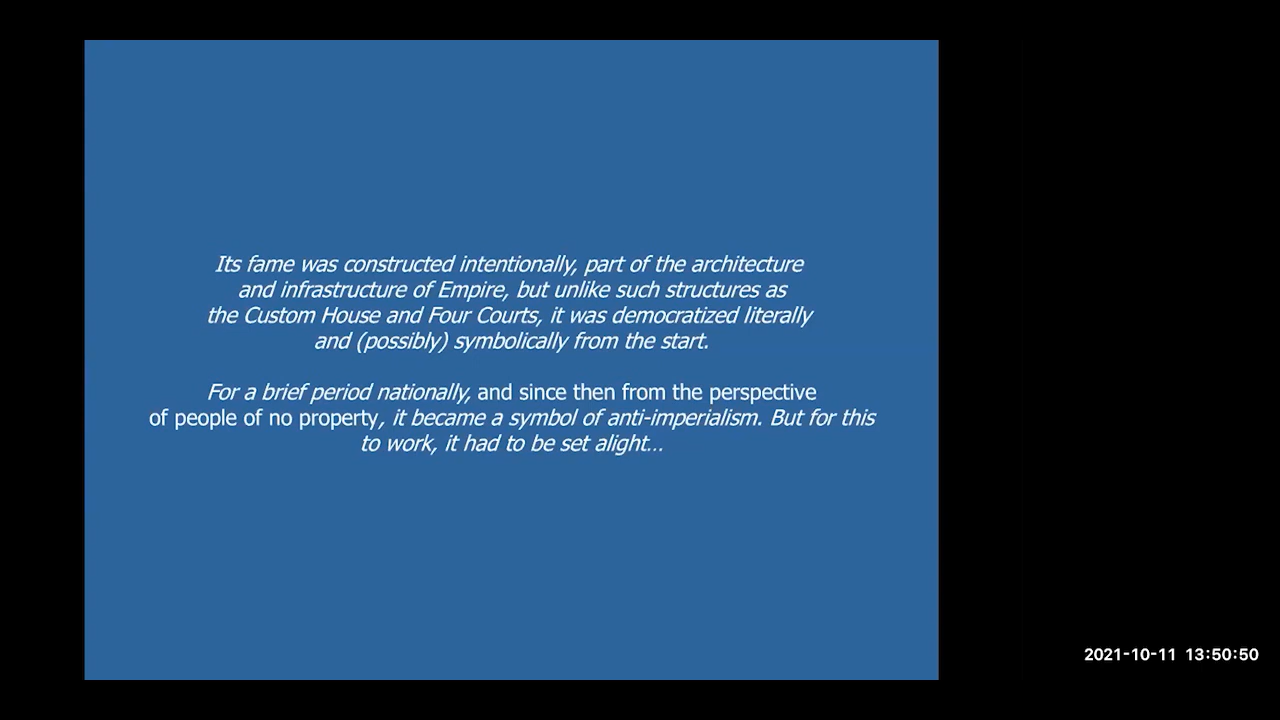 Its fame was constructed intentionally, part of the architecture
and infrastructure of Empire, but unlike such structures as
the Custom House and Four Courts, it was democratized literally
and (possibly) symbolically from the start.
For a brief period nationally, and since then from the perspective
of people of no property, it became a symbol of anti-imperialism. But for this
to work, it had to be set alight…
2021-10-11 13:50:50